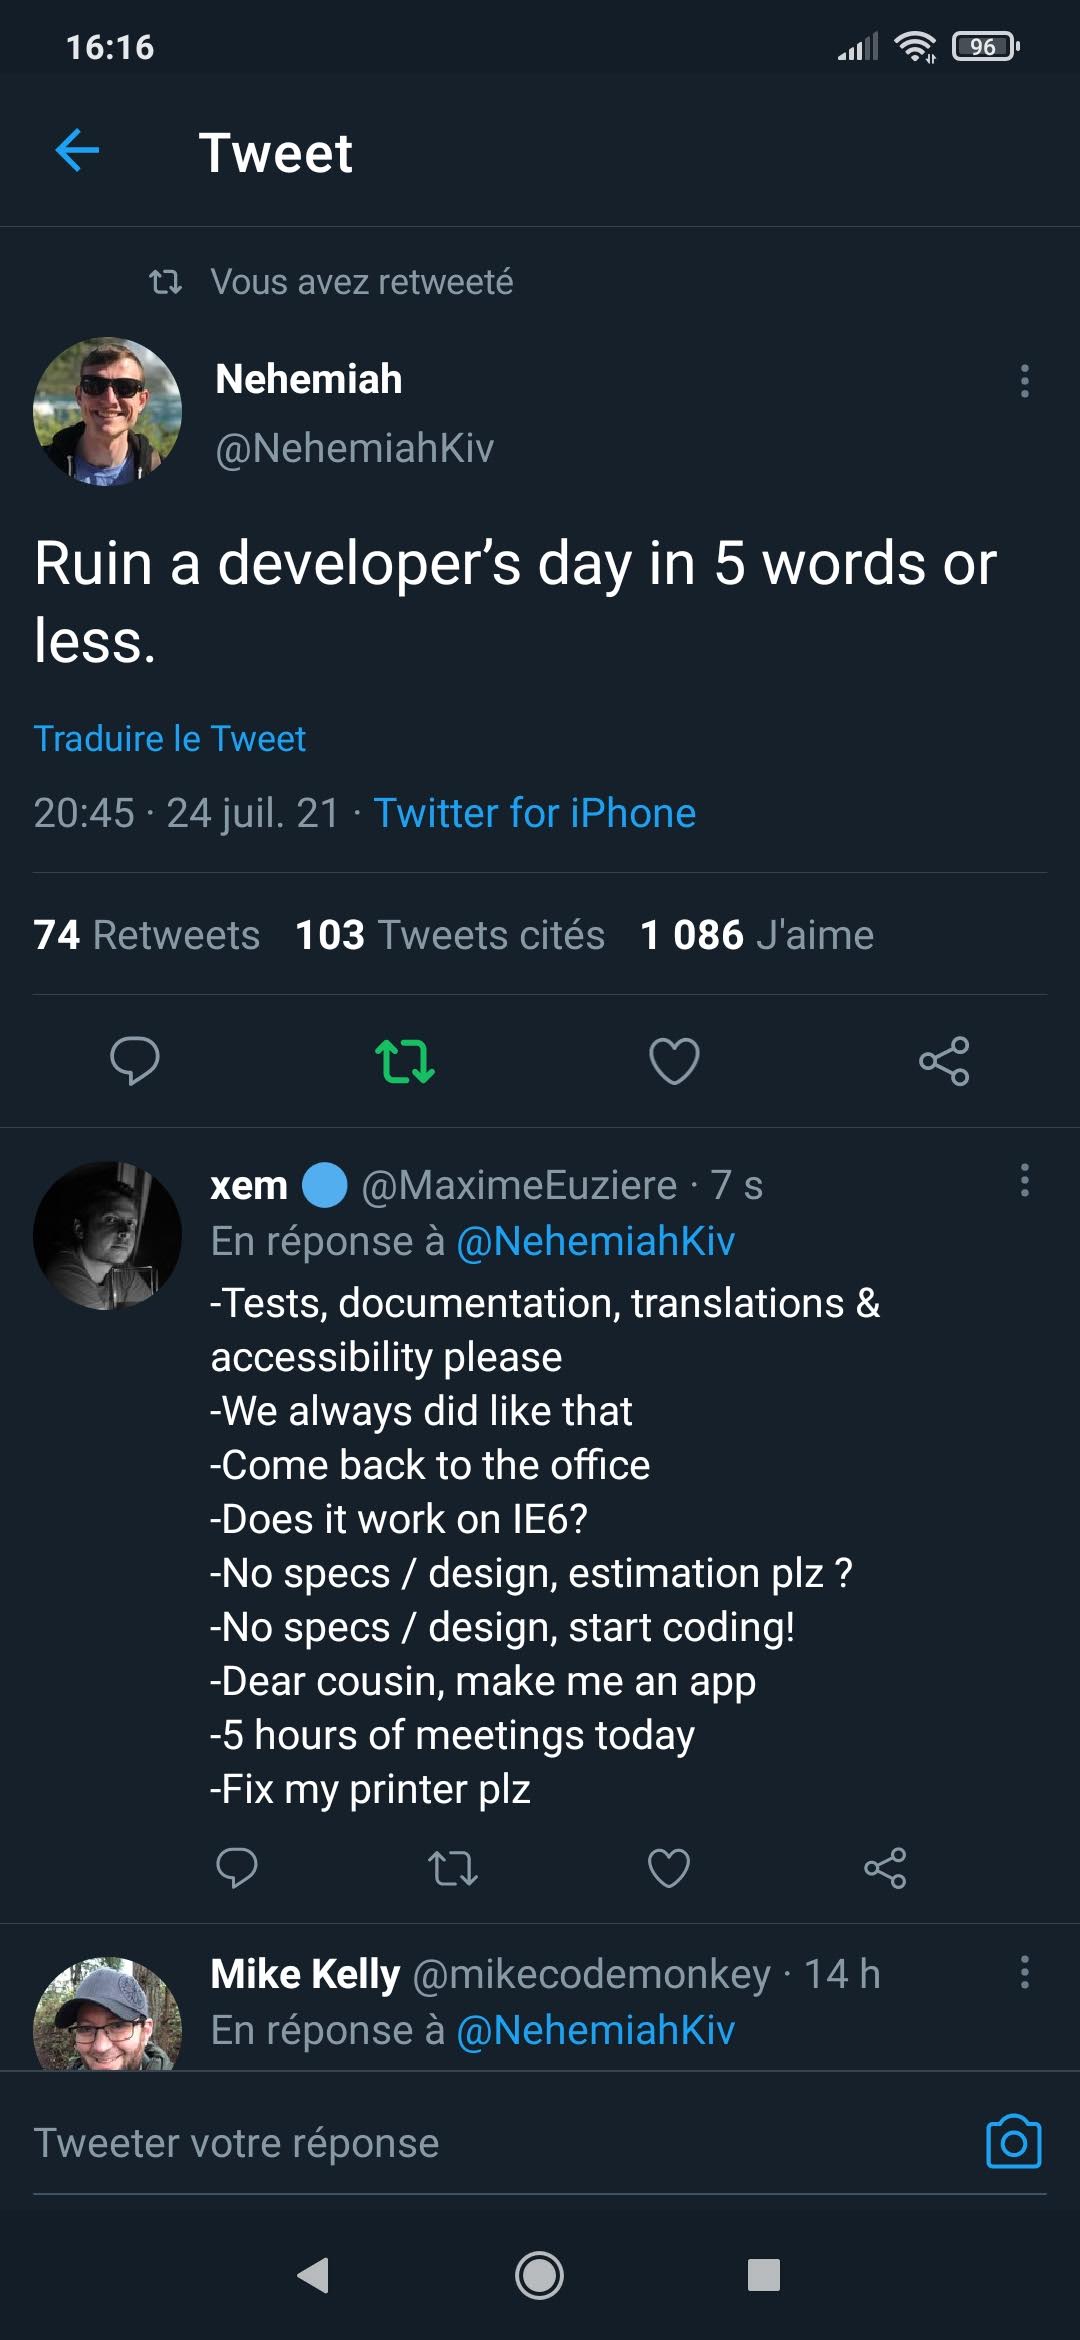 16:16
96
Tweet
Vous avez retweeté
Nehemiah
@NehemiahKiv
Ruin a developer’s day in 5 words or
less.
Traduire le Tweet
20:45 · 24 juil. 21 · Twitter for iPhone
74 Retweets 103 Tweets cités 1 086 J'aime
xem @MaximeEuziere · 7 s
En réponse à @NehemiahKiv
-Tests, documentation, translations &
accessibility please
-We always did like that
-Come back to the office
-Does it work on IE6?
-No specs / design, estimation plz ?
-No specs / design, start coding!
-Dear cousin, make me an app
-5 hours of meetings today
-Fix my printer plz
Mike Kelly @mikecodemonkey · 14 h
En réponse à @NehemiahKiv
Tweeter votre réponse